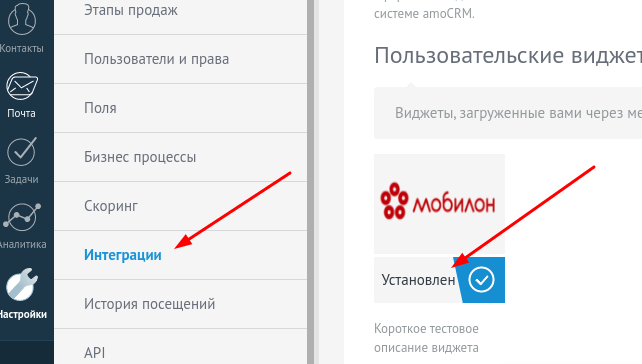 Контакты
Почта
Задачи
Аналитика
Настройки
Этапы продаж
Пользователи и права
Поля
Бизнес процессы
Скоринг
Интеграции
История посещений
API
системе amoCRM.
Пользовательские виджет
Виджеты, загруженные вами через ме
мобилон
Установлен
Короткое тестовое
описание виджета